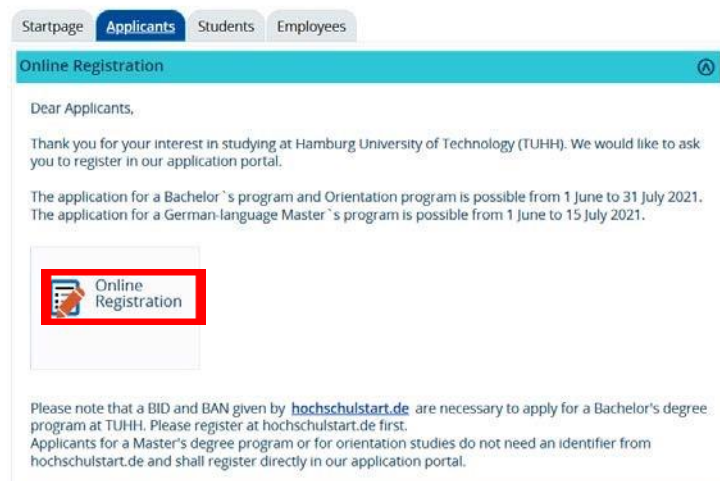 Startpage Applicants Students Employees
Online Registration
Dear Applicants,
Thank you for your interest in studying at Hamburg University of Technology (TUHH). We would like to ask
you to register in our application portal.
The application for a Bachelor`s program and Orientation program is possible from 1 June to 31 July 2021.
The application for a German-language Master`s program is possible from 1 June to 15 July 2021.
Online
Registration
Please note that a BID and BAN given by hochschulstart.de are necessary to apply for a Bachelor's degree
program at TUHH. Please register at hochschulstart.de first.
Applicants for a Master's degree program or for orientation studies do not need an identifier from
hochschulstart.de and shall register directly in our application portal.